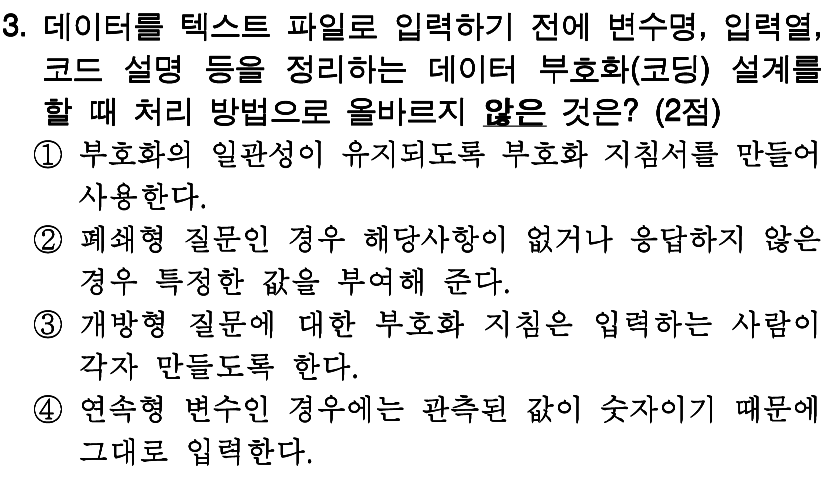 3. 데이터를 텍스트 파일로 입력하기 전에 변수명, 입력열,
코드 설명 등을 정리하는 데이터 부호화(코딩) 설계를
할 때 처리 방법으로 올바르지 않은 것은? (2점)
① 부호화의 일관성이 유지되도록 부호화 지침서를 만들어
사용한다.
② 폐쇄형 질문인 경우 해당사항이 없거나 응답하지 않은
경우 특정한 값을 부여해 준다.
③ 개방형 질문에 대한 부호화 지침은 입력하는 사람이
각자 만들도록 한다.
④ 연속형 변수인 경우에는 관측된 값이 숫자이기 때문에
그대로 입력한다.